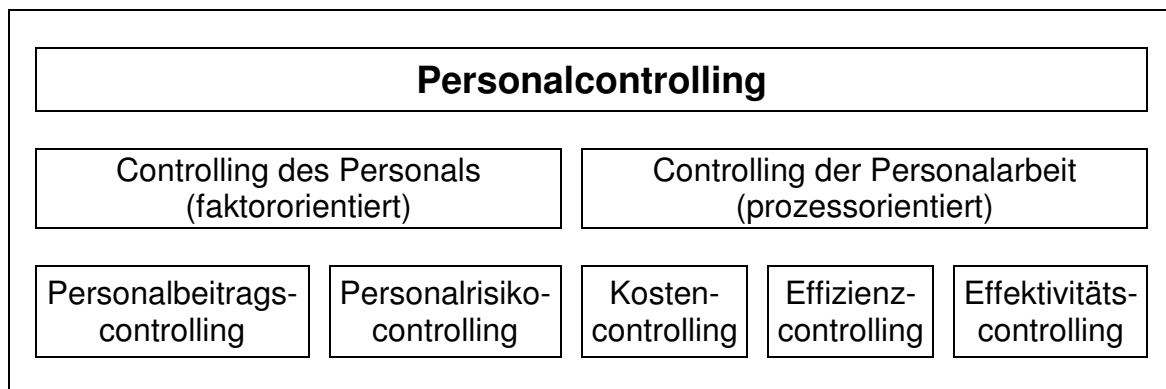 Personalcontrolling
Controlling des Personals
(faktororientiert)
Controlling der Personalarbeit
(prozessorientiert)
Personalbeitrags-
controlling
Personalrisiko-
controlling
Kosten-
controlling
Effizienz-
controlling
Effektivitäts-
controlling